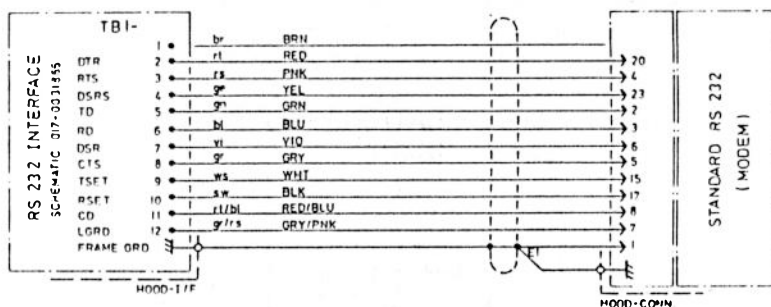 TB1-
1 br BRN
DTR 2 rt RED 20
RTS 3 rs PNK 4
DSRS 4 ge YEL 23
TD 5 gn GRN 2
RD 6 bl BLU 3
DSR 7 vi VIO 6
CTS 8 gr GRY 5
TSET 9 ws WHT 15
RSET 10 sw BLK 17
CD 11 rt/bl RED/BLU 8
LGRD 12 gr/rs GRY/PNK 7
FRAME GRD 1
E1
HOOD-I/F
HOOD-CONN
RS 232 INTERFACE
SCHEMATIC 017-0031855
STANDARD RS 232
(MODEM)